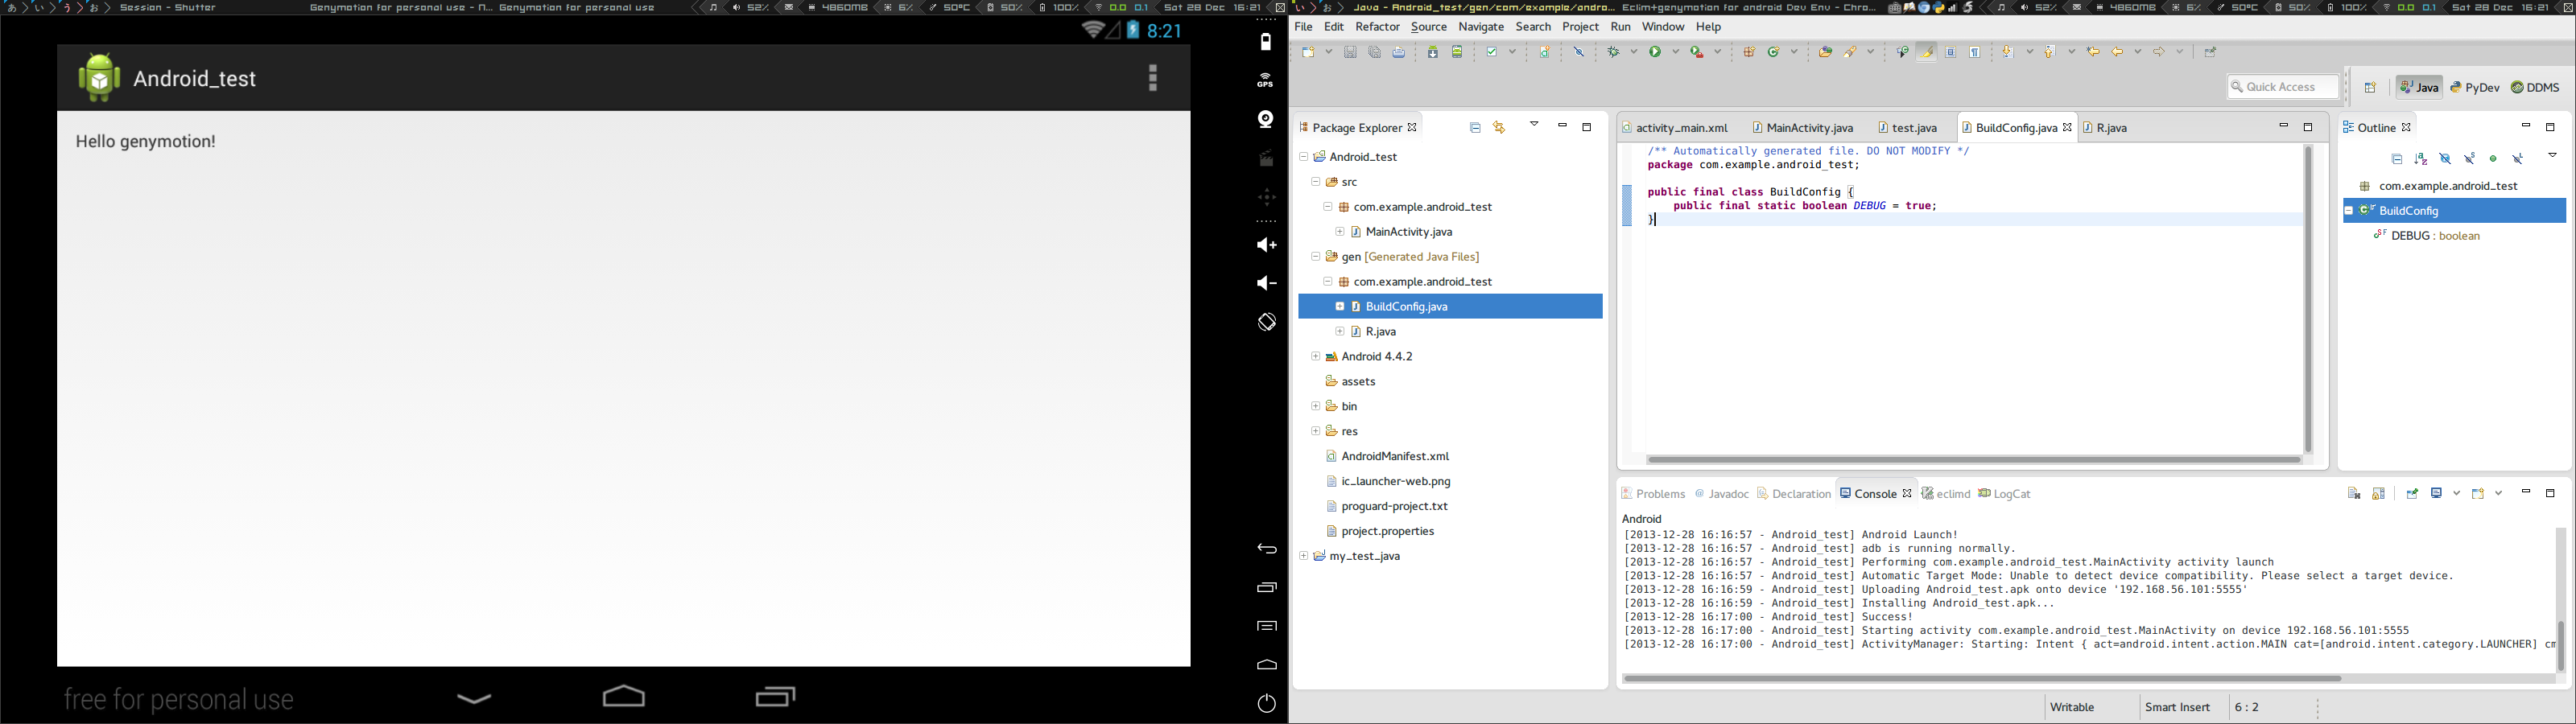 あ い う お Session - Shutter Genymotion for personal use - n... Genymotion for personal use 52% 4860MB 6% 50ºC 50% 100% 0.0 0.1 Sat 28 Dec 16:21
8:21
Android_test
Hello genymotion!
GPS
free for personal use
い お Java - Android_test/gen/com/example/andro... Eclim+genymotion for android Dev Env - Chro... 52% 4860MB 6% 50ºC 50% 100% 0.0 0.1 Sat 28 Dec 16:21
File Edit Refactor Source Navigate Search Project Run Window Help
Quick Access Java PyDev DDMS
Package Explorer
Android_test
src
com.example.android_test
MainActivity.java
gen [Generated Java Files]
com.example.android_test
BuildConfig.java
R.java
Android 4.4.2
assets
bin
res
AndroidManifest.xml
ic_launcher-web.png
proguard-project.txt
project.properties
my_test_java
activity_main.xml MainActivity.java test.java BuildConfig.java R.java
/** Automatically generated file. DO NOT MODIFY */
package com.example.android_test;
public final class BuildConfig {
public final static boolean DEBUG = true;
}
Outline
com.example.android_test
BuildConfig
DEBUG : boolean
Problems @ Javadoc Declaration Console eclimd LogCat
Android
[2013-12-28 16:16:57 - Android_test] Android Launch!
[2013-12-28 16:16:57 - Android_test] adb is running normally.
[2013-12-28 16:16:57 - Android_test] Performing com.example.android_test.MainActivity activity launch
[2013-12-28 16:16:57 - Android_test] Automatic Target Mode: Unable to detect device compatibility. Please select a target device.
[2013-12-28 16:16:59 - Android_test] Uploading Android_test.apk onto device '192.168.56.101:5555'
[2013-12-28 16:16:59 - Android_test] Installing Android_test.apk...
[2013-12-28 16:17:00 - Android_test] Success!
[2013-12-28 16:17:00 - Android_test] Starting activity com.example.android_test.MainActivity on device 192.168.56.101:5555
[2013-12-28 16:17:00 - Android_test] ActivityManager: Starting: Intent { act=android.intent.action.MAIN cat=[android.intent.category.LAUNCHER] cm
Writable Smart Insert 6 : 2